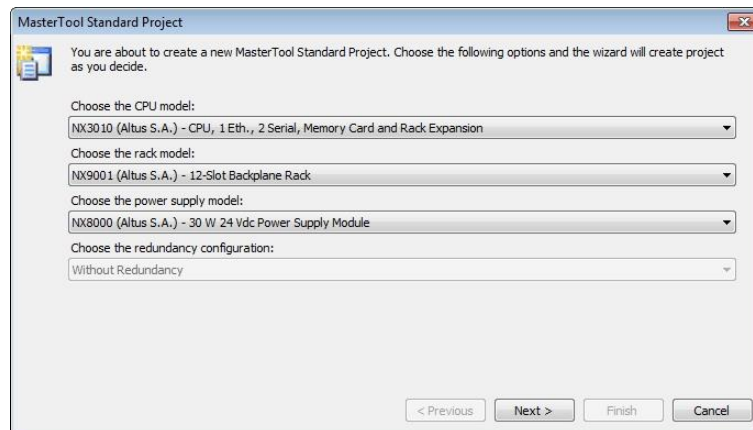 MasterTool Standard Project
You are about to create a new MasterTool Standard Project. Choose the following options and the wizard will create project
as you decide.
Choose the CPU model:
NX3010 (Altus S.A.) - CPU, 1 Eth., 2 Serial, Memory Card and Rack Expansion
Choose the rack model:
NX9001 (Altus S.A.) - 12-Slot Backplane Rack
Choose the power supply model:
NX8000 (Altus S.A.) - 30 W 24 Vdc Power Supply Module
Choose the redundancy configuration:
Without Redundancy
< Previous Next > Finish Cancel